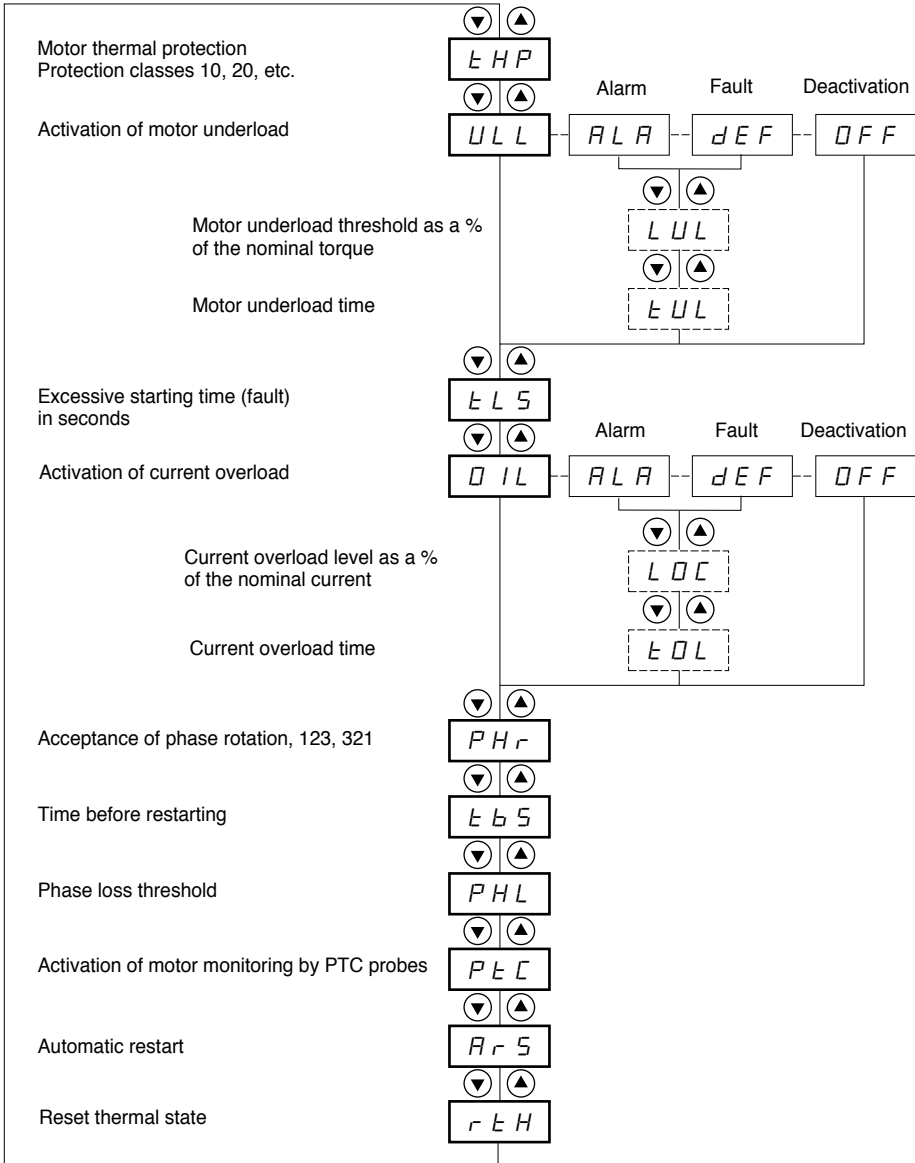 Motor thermal protection
Protection classes 10, 20, etc.
tHP
Alarm Fault Deactivation
Activation of motor underload
ULL ALA dEF OFF
Motor underload threshold as a %
of the nominal torque
LUL
Motor underload time
tUL
Excessive starting time (fault)
in seconds
tLS
Alarm Fault Deactivation
Activation of current overload
OIL ALA dEF OFF
Current overload level as a %
of the nominal current
LOC
Current overload time
tOL
Acceptance of phase rotation, 123, 321
PHr
Time before restarting
tbS
Phase loss threshold
PHL
Activation of motor monitoring by PTC probes
PtC
Automatic restart
ArS
Reset thermal state
rtH